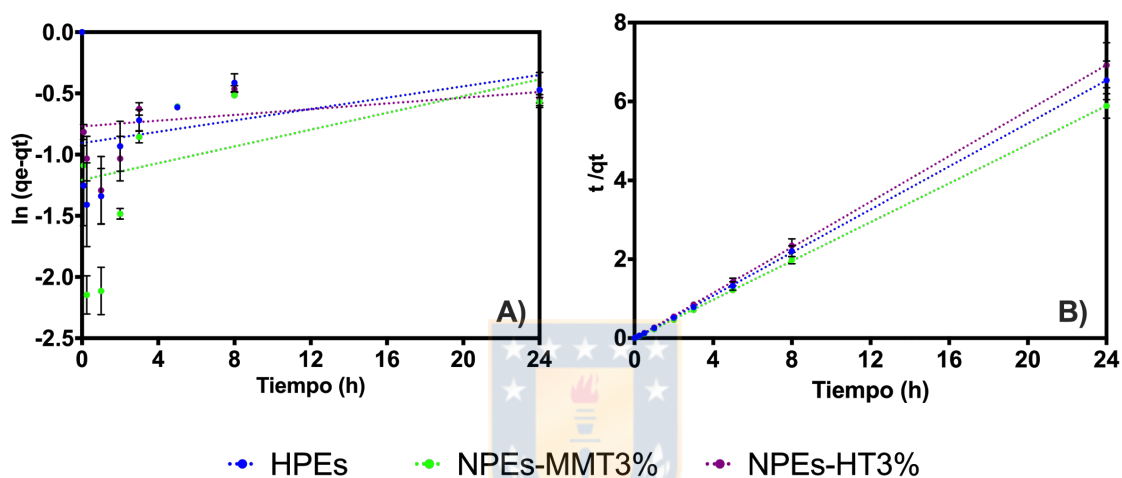 0.0
-0.5
-1.0
-1.5
-2.0
-2.5
ln (qe-qt)
0 4 8 12 16 20 24
Tiempo (h)
A)
8
6
4
2
0
t /qt
0 4 8 12 16 20 24
Tiempo (h)
B)
HPEs NPEs-MMT3% NPEs-HT3%